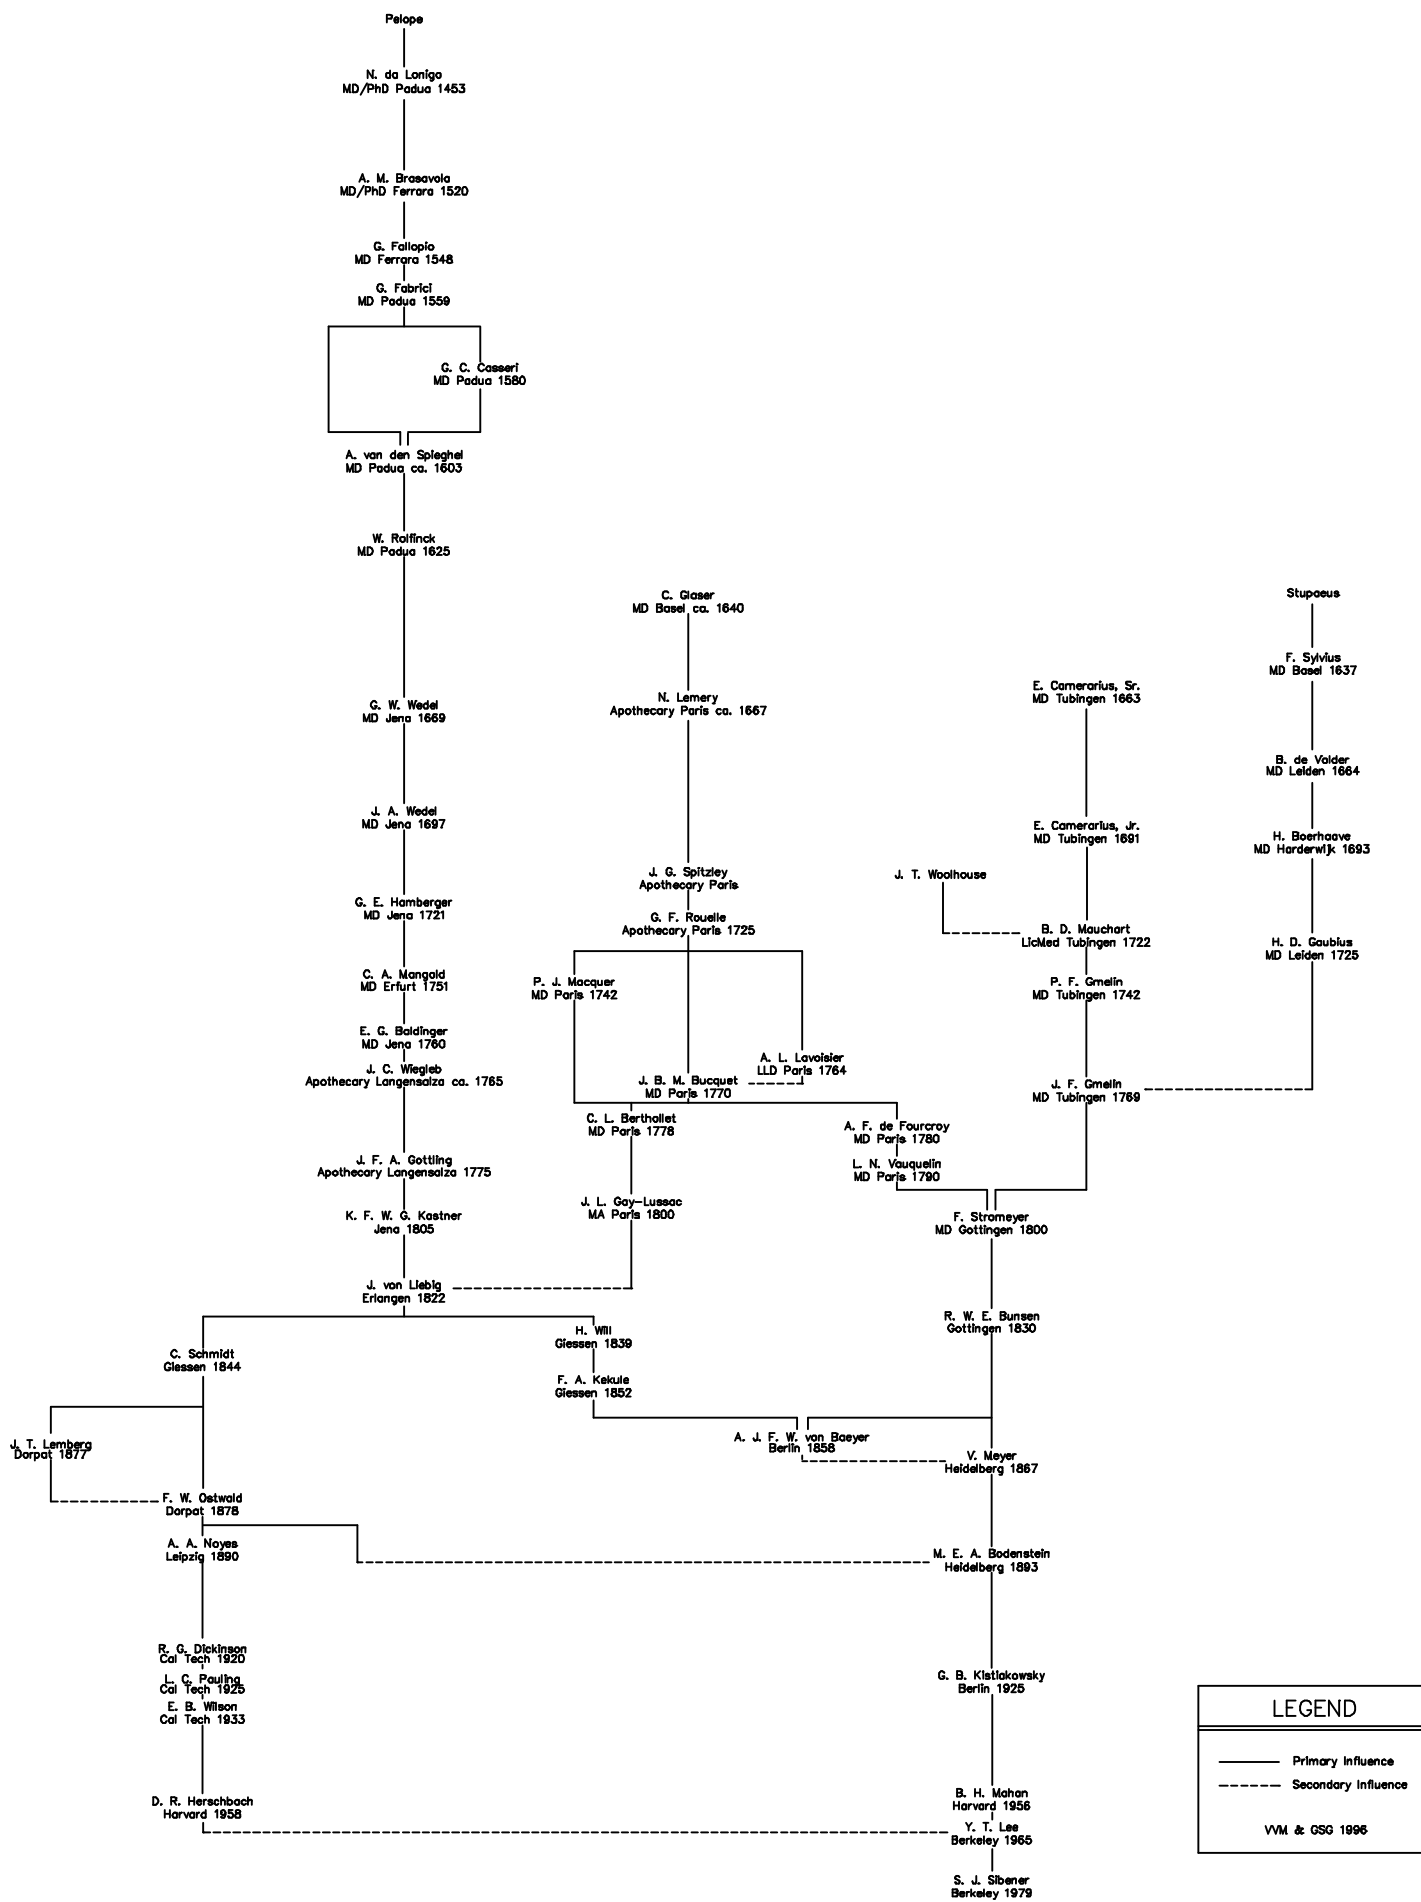 Pelope
N. da Lonigo
MD/PhD Padua 1453
A. M. Brasavola
MD/PhD Ferrara 1520
G. Fallopio
MD Ferrara 1548
G. Fabrici
MD Padua 1559
G. C. Casseri
MD Padua 1580
A. van den Spieghel
MD Padua ca. 1603
W. Rolfinck
MD Padua 1625
G. W. Wedel
MD Jena 1669
J. A. Wedel
MD Jena 1697
G. E. Hamberger
MD Jena 1721
C. A. Mangold
MD Erfurt 1751
E. G. Baldinger
MD Jena 1760
J. C. Wiegleb
Apothecary Langensalza ca. 1765
J. F. A. Gottling
Apothecary Langensalza 1775
K. F. W. G. Kastner
Jena 1805
J. von Liebig
Erlangen 1822
C. Glaser
MD Basel ca. 1640
N. Lemery
Apothecary Paris ca. 1667
J. G. Spitzley
Apothecary Paris
G. F. Rouelle
Apothecary Paris 1725
P. J. Macquer
MD Paris 1742
A. L. Lavoisier
LLD Paris 1764
J. B. M. Bucquet
MD Paris 1770
C. L. Berthollet
MD Paris 1778
A. F. de Fourcroy
MD Paris 1780
L. N. Vauquelin
MD Paris 1790
J. L. Gay-Lussac
MA Paris 1800
E. Camerarius, Sr.
MD Tubingen 1663
E. Camerarius, Jr.
MD Tubingen 1691
J. T. Woolhouse
B. D. Mauchart
LicMed Tubingen 1722
P. F. Gmelin
MD Tubingen 1742
J. F. Gmelin
MD Tubingen 1769
Stupaeus
F. Sylvius
MD Basel 1637
B. de Volder
MD Leiden 1664
H. Boerhaave
MD Harderwijk 1693
H. D. Gaubius
MD Leiden 1725
F. Stromeyer
MD Gottingen 1800
R. W. E. Bunsen
Gottingen 1830
H. Will
Giessen 1839
C. Schmidt
Giessen 1844
F. A. Kekule
Giessen 1852
J. T. Lemberg
Dorpat 1877
A. J. F. W. von Baeyer
Berlin 1858
V. Meyer
Heidelberg 1867
F. W. Ostwald
Dorpat 1878
A. A. Noyes
Leipzig 1890
M. E. A. Bodenstein
Heidelberg 1893
R. G. Dickinson
Cal Tech 1920
L. C. Pauling
Cal Tech 1925
E. B. Wilson
Cal Tech 1933
G. B. Kistiakowsky
Berlin 1925
D. R. Herschbach
Harvard 1958
B. H. Mahan
Harvard 1956
Y. T. Lee
Berkeley 1965
S. J. Sibener
Berkeley 1979
LEGEND
Primary Influence
Secondary Influence
VVM & GSG 1996